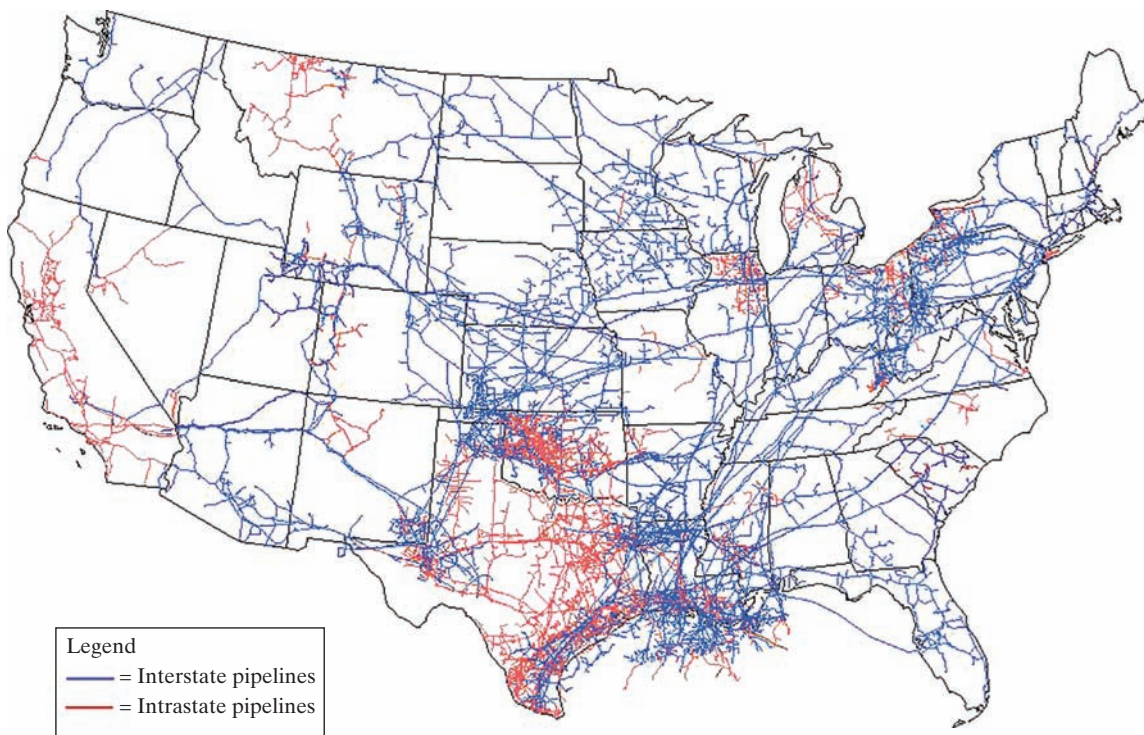 Legend
= Interstate pipelines
= Intrastate pipelines